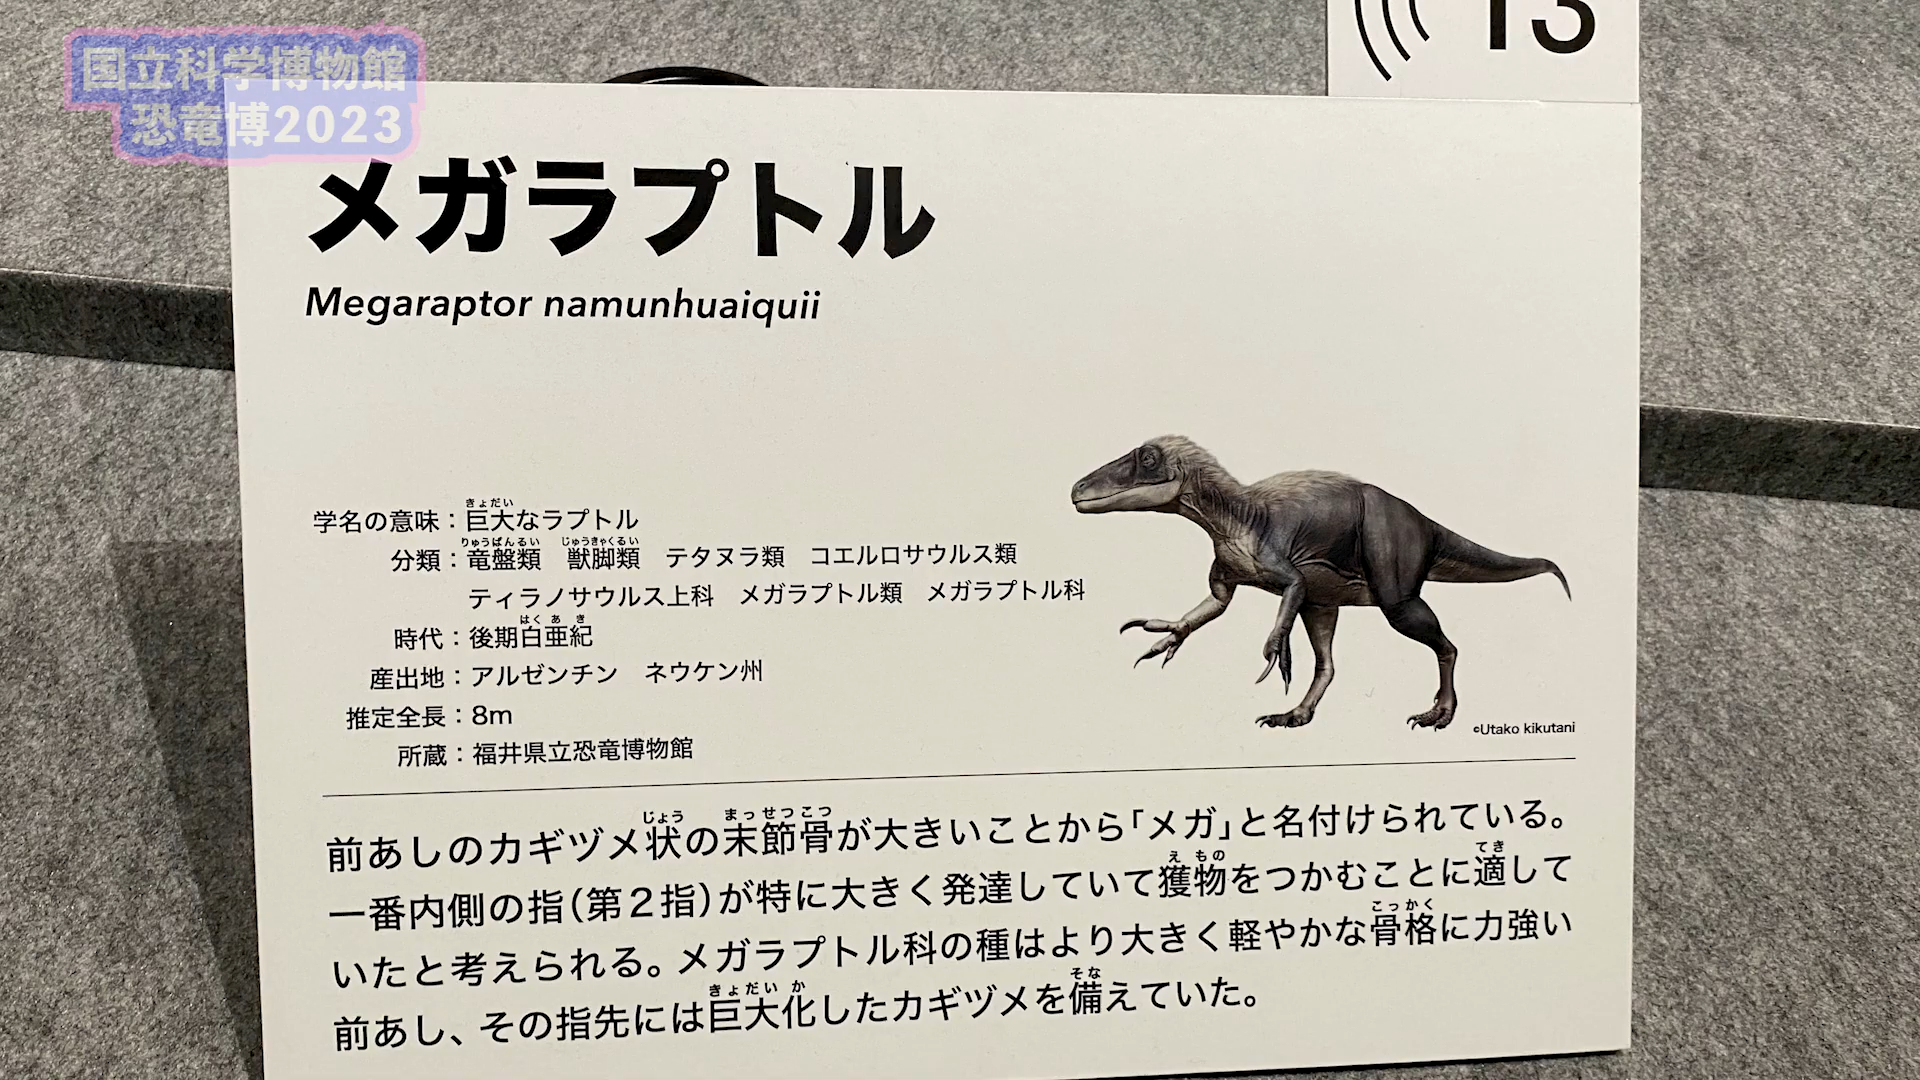 国立科学博物館
恐竜博2023
13
メガラプトル
Megaraptor namunhuaiquii
学名の意味：巨大なラプトル
分類：竜盤類　獣脚類　テタヌラ類　コエルロサウルス類
ティラノサウルス上科　メガラプトル類　メガラプトル科
時代：後期白亜紀
産出地：アルゼンチン　ネウケン州
推定全長：8m
所蔵：福井県立恐竜博物館
©Utako kikutani
前あしのカギヅメ状の末節骨が大きいことから「メガ」と名付けられている。
一番内側の指（第２指）が特に大きく発達していて獲物をつかむことに適して
いたと考えられる。メガラプトル科の種はより大きく軽やかな骨格に力強い
前あし、その指先には巨大化したカギヅメを備えていた。